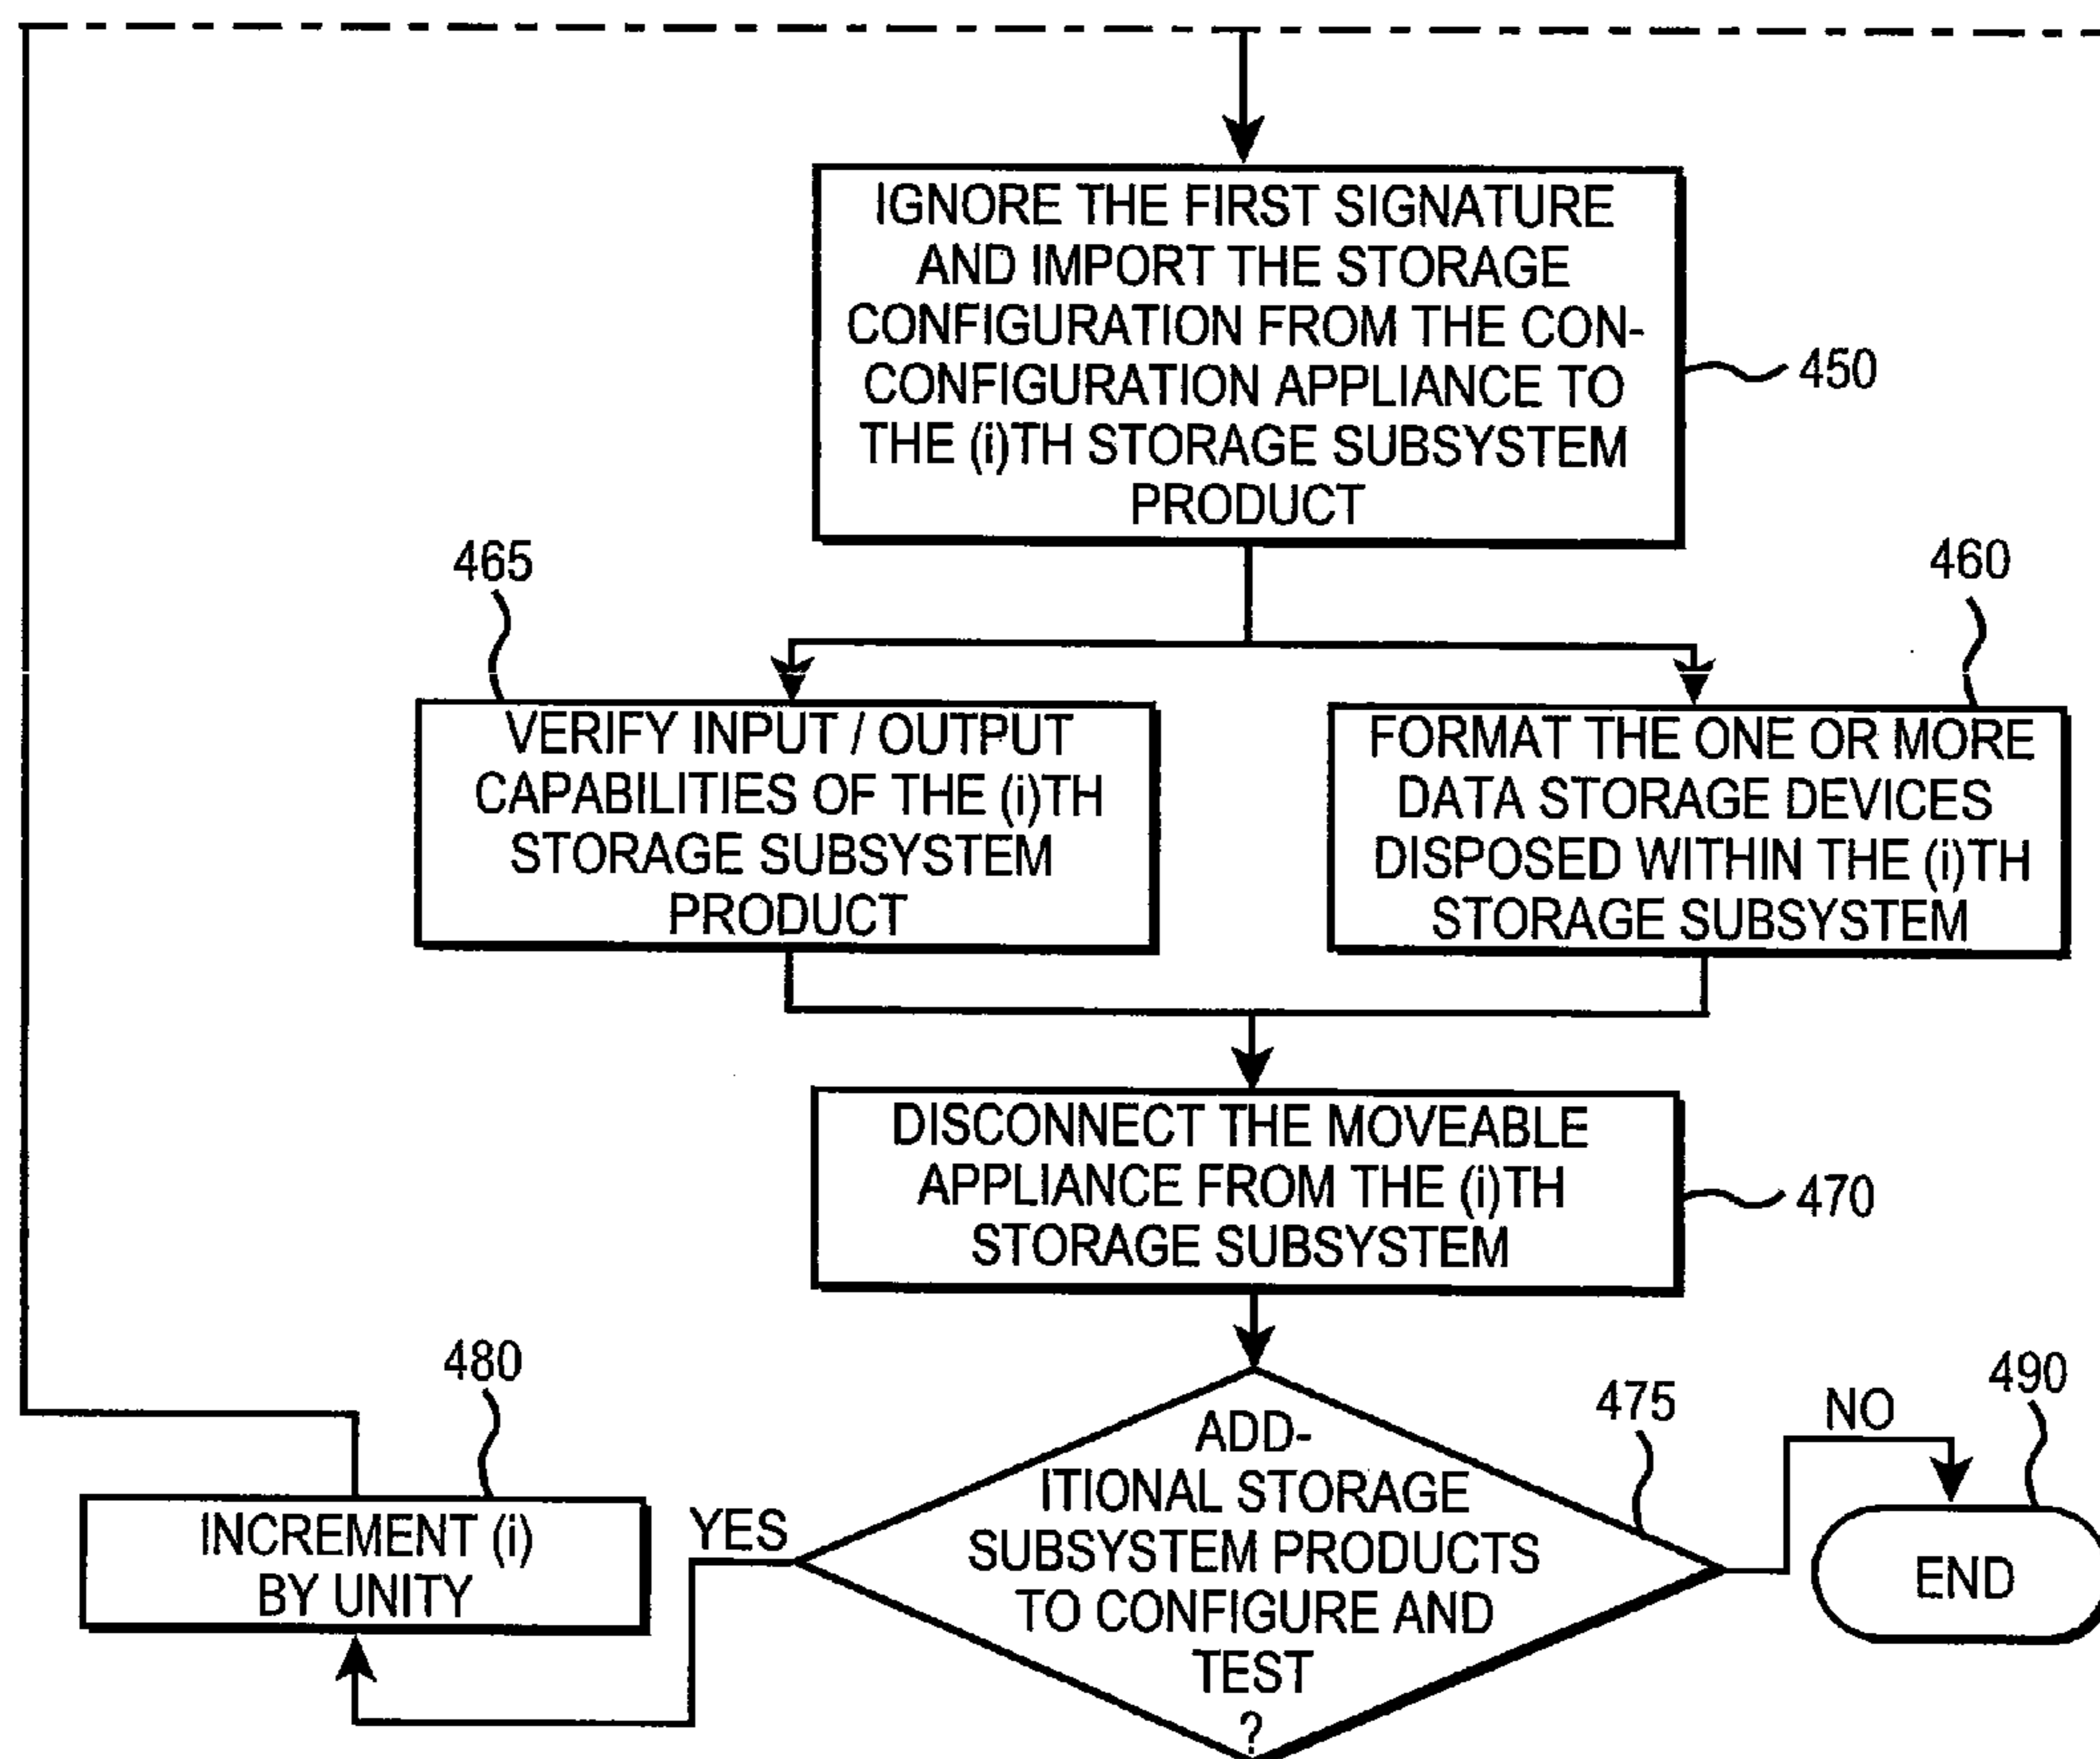 IGNORE THE FIRST SIGNATURE
AND IMPORT THE STORAGE
CONFIGURATION FROM THE CON-
CONFIGURATION APPLIANCE TO
THE (i)TH STORAGE SUBSYSTEM
PRODUCT
450
465
460
VERIFY INPUT / OUTPUT
CAPABILITIES OF THE (i)TH
STORAGE SUBSYSTEM
PRODUCT
FORMAT THE ONE OR MORE
DATA STORAGE DEVICES
DISPOSED WITHIN THE (i)TH
STORAGE SUBSYSTEM
DISCONNECT THE MOVEABLE
APPLIANCE FROM THE (i)TH
STORAGE SUBSYSTEM
470
480
INCREMENT (i)
BY UNITY
YES
ADD-
ITIONAL STORAGE
SUBSYSTEM PRODUCTS
TO CONFIGURE AND
TEST
?
475
NO
490
END